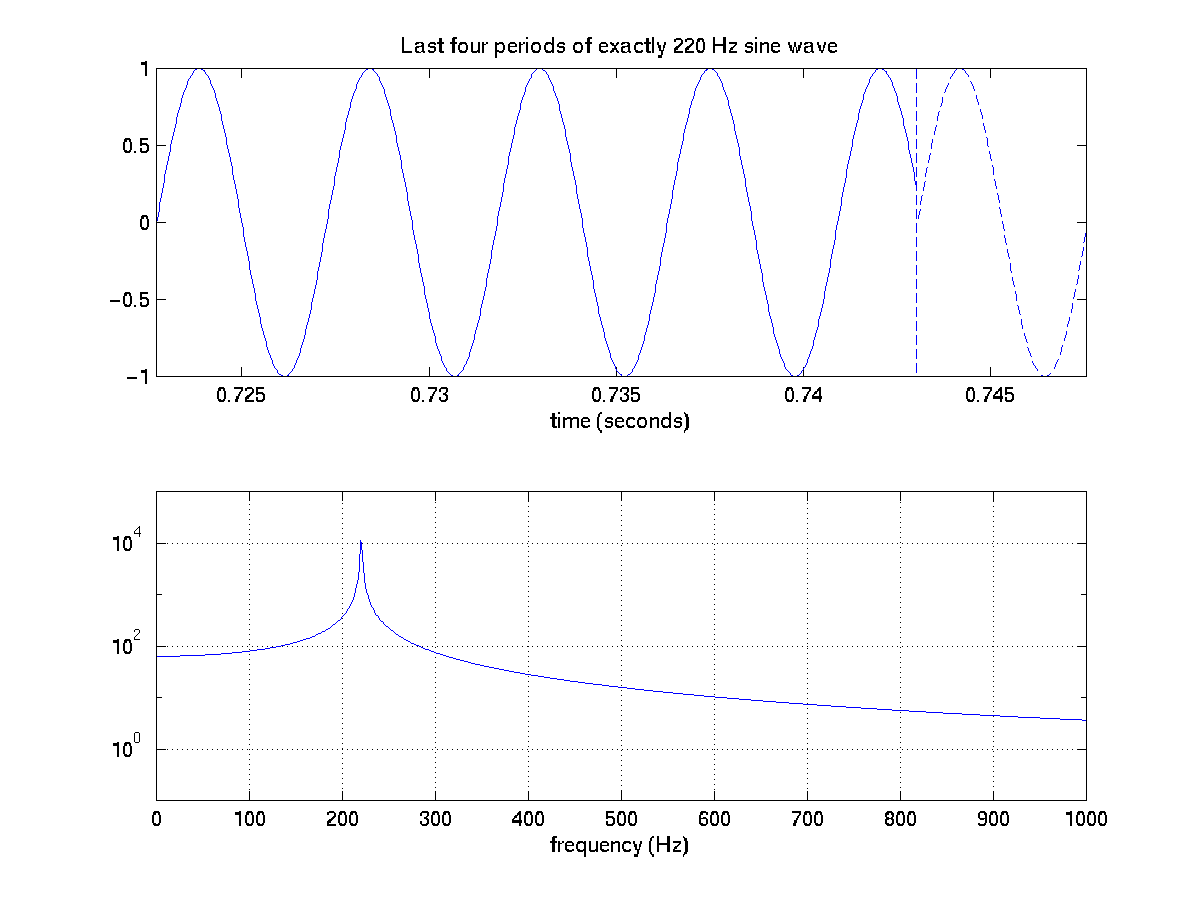 Last four periods of exactly 220 Hz sine wave
1
0.5
0
−0.5
−1
0.725 0.73 0.735 0.74 0.745
time (seconds)
10^4
10^2
10^0
0 100 200 300 400 500 600 700 800 900 1000
frequency (Hz)